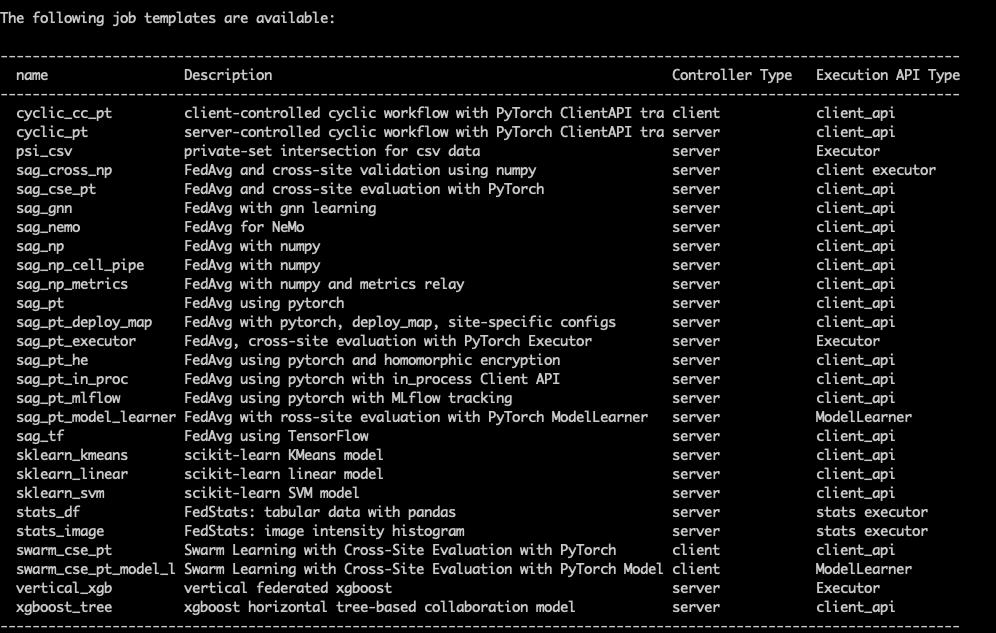 The following job templates are available:
------------------------------------------------------------------------------------------------------------------------
name Description Controller Type Execution API Type
------------------------------------------------------------------------------------------------------------------------
cyclic_cc_pt client-controlled cyclic workflow with PyTorch ClientAPI tra client client_api
cyclic_pt server-controlled cyclic workflow with PyTorch ClientAPI tra server client_api
psi_csv private-set intersection for csv data server Executor
sag_cross_np FedAvg and cross-site validation using numpy server client executor
sag_cse_pt FedAvg and cross-site evaluation with PyTorch server client_api
sag_gnn FedAvg with gnn learning server client_api
sag_nemo FedAvg for NeMo server client_api
sag_np FedAvg with numpy server client_api
sag_np_cell_pipe FedAvg with numpy server client_api
sag_np_metrics FedAvg with numpy and metrics relay server client_api
sag_pt FedAvg using pytorch server client_api
sag_pt_deploy_map FedAvg with pytorch, deploy_map, site-specific configs server client_api
sag_pt_executor FedAvg, cross-site evaluation with PyTorch Executor server Executor
sag_pt_he FedAvg using pytorch and homomorphic encryption server client_api
sag_pt_in_proc FedAvg using pytorch with in_process Client API server client_api
sag_pt_mlflow FedAvg using pytorch with MLflow tracking server client_api
sag_pt_model_learner FedAvg with ross-site evaluation with PyTorch ModelLearner server ModelLearner
sag_tf FedAvg using TensorFlow server client_api
sklearn_kmeans scikit-learn KMeans model server client_api
sklearn_linear scikit-learn linear model server client_api
sklearn_svm scikit-learn SVM model server client_api
stats_df FedStats: tabular data with pandas server stats executor
stats_image FedStats: image intensity histogram server stats executor
swarm_cse_pt Swarm Learning with Cross-Site Evaluation with PyTorch client client_api
swarm_cse_pt_model_l Swarm Learning with Cross-Site Evaluation with PyTorch Model client ModelLearner
vertical_xgb vertical federated xgboost server Executor
xgboost_tree xgboost horizontal tree-based collaboration model server client_api
------------------------------------------------------------------------------------------------------------------------